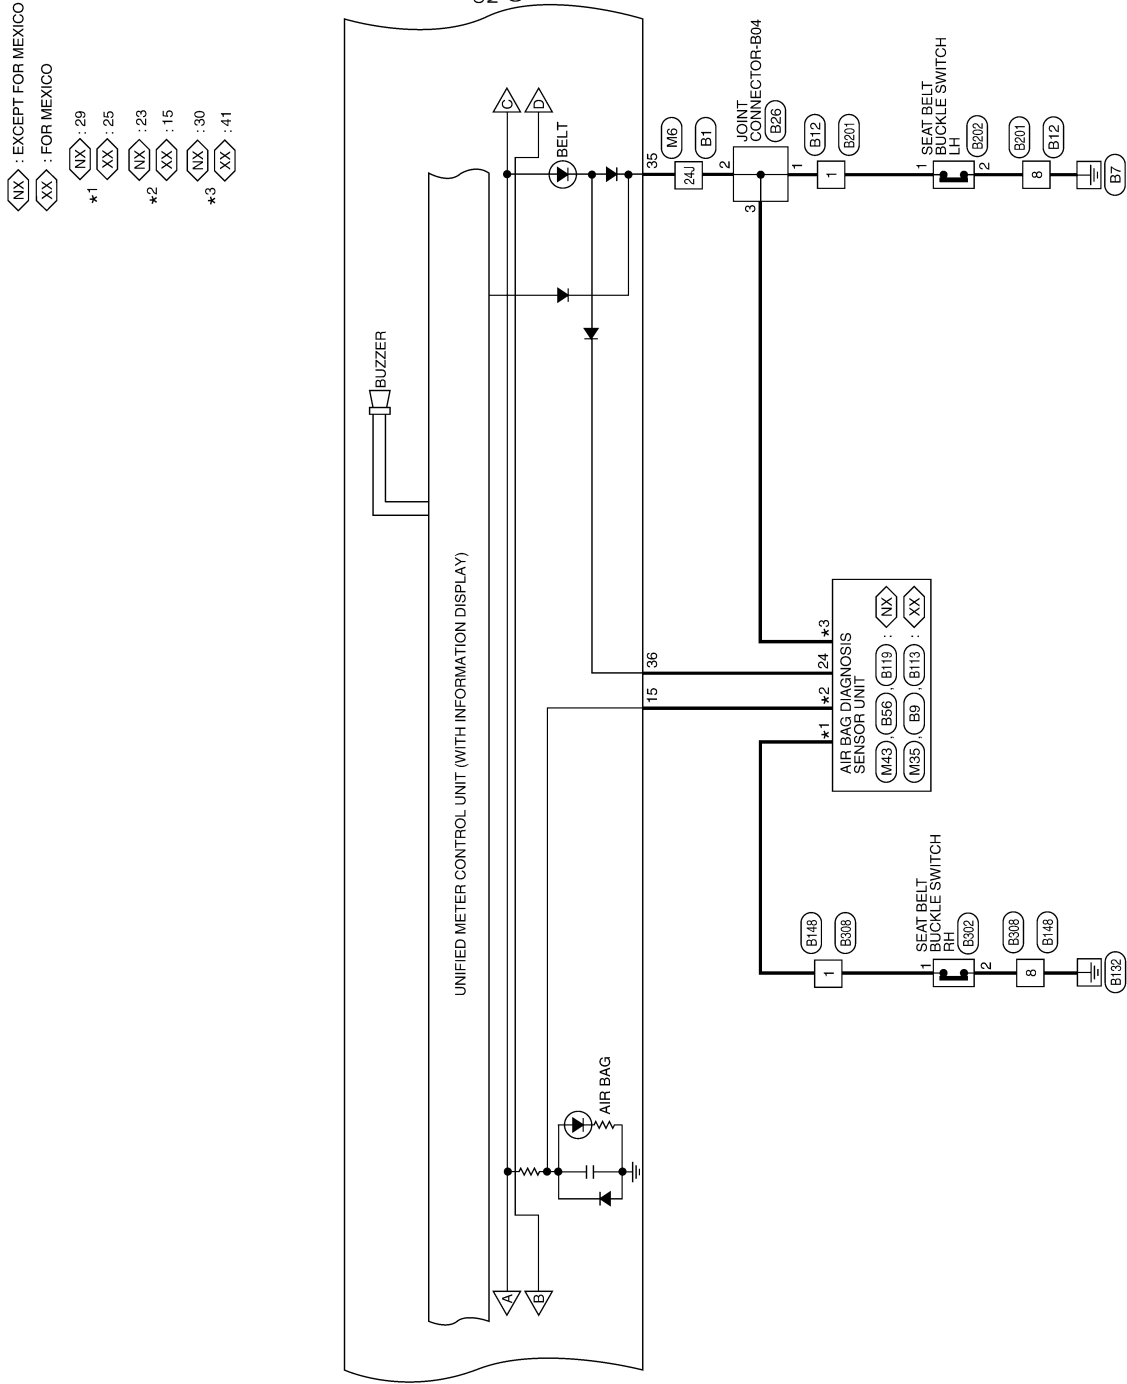 NX : EXCEPT FOR MEXICO
XX : FOR MEXICO
*1 NX : 29
XX : 25
*2 NX : 23
XX : 15
*3 NX : 30
XX : 41
BUZZER
UNIFIED METER CONTROL UNIT (WITH INFORMATION DISPLAY)
A
B
C
D
BELT
AIR BAG
35
36
15
M6
24J
B1
2
JOINT
CONNECTOR-B04
B26
3
1
B12
1
B201
SEAT BELT
BUCKLE SWITCH
LH
B202
1
2
B201
8
B12
B7
*1
*2
24
*3
AIR BAG DIAGNOSIS
SENSOR UNIT
M43 , B56 , B119 : NX
M35 , B9 , B113 : XX
B148
1
B308
SEAT BELT
BUCKLE SWITCH
RH
B302
1
2
B308
8
B148
B132